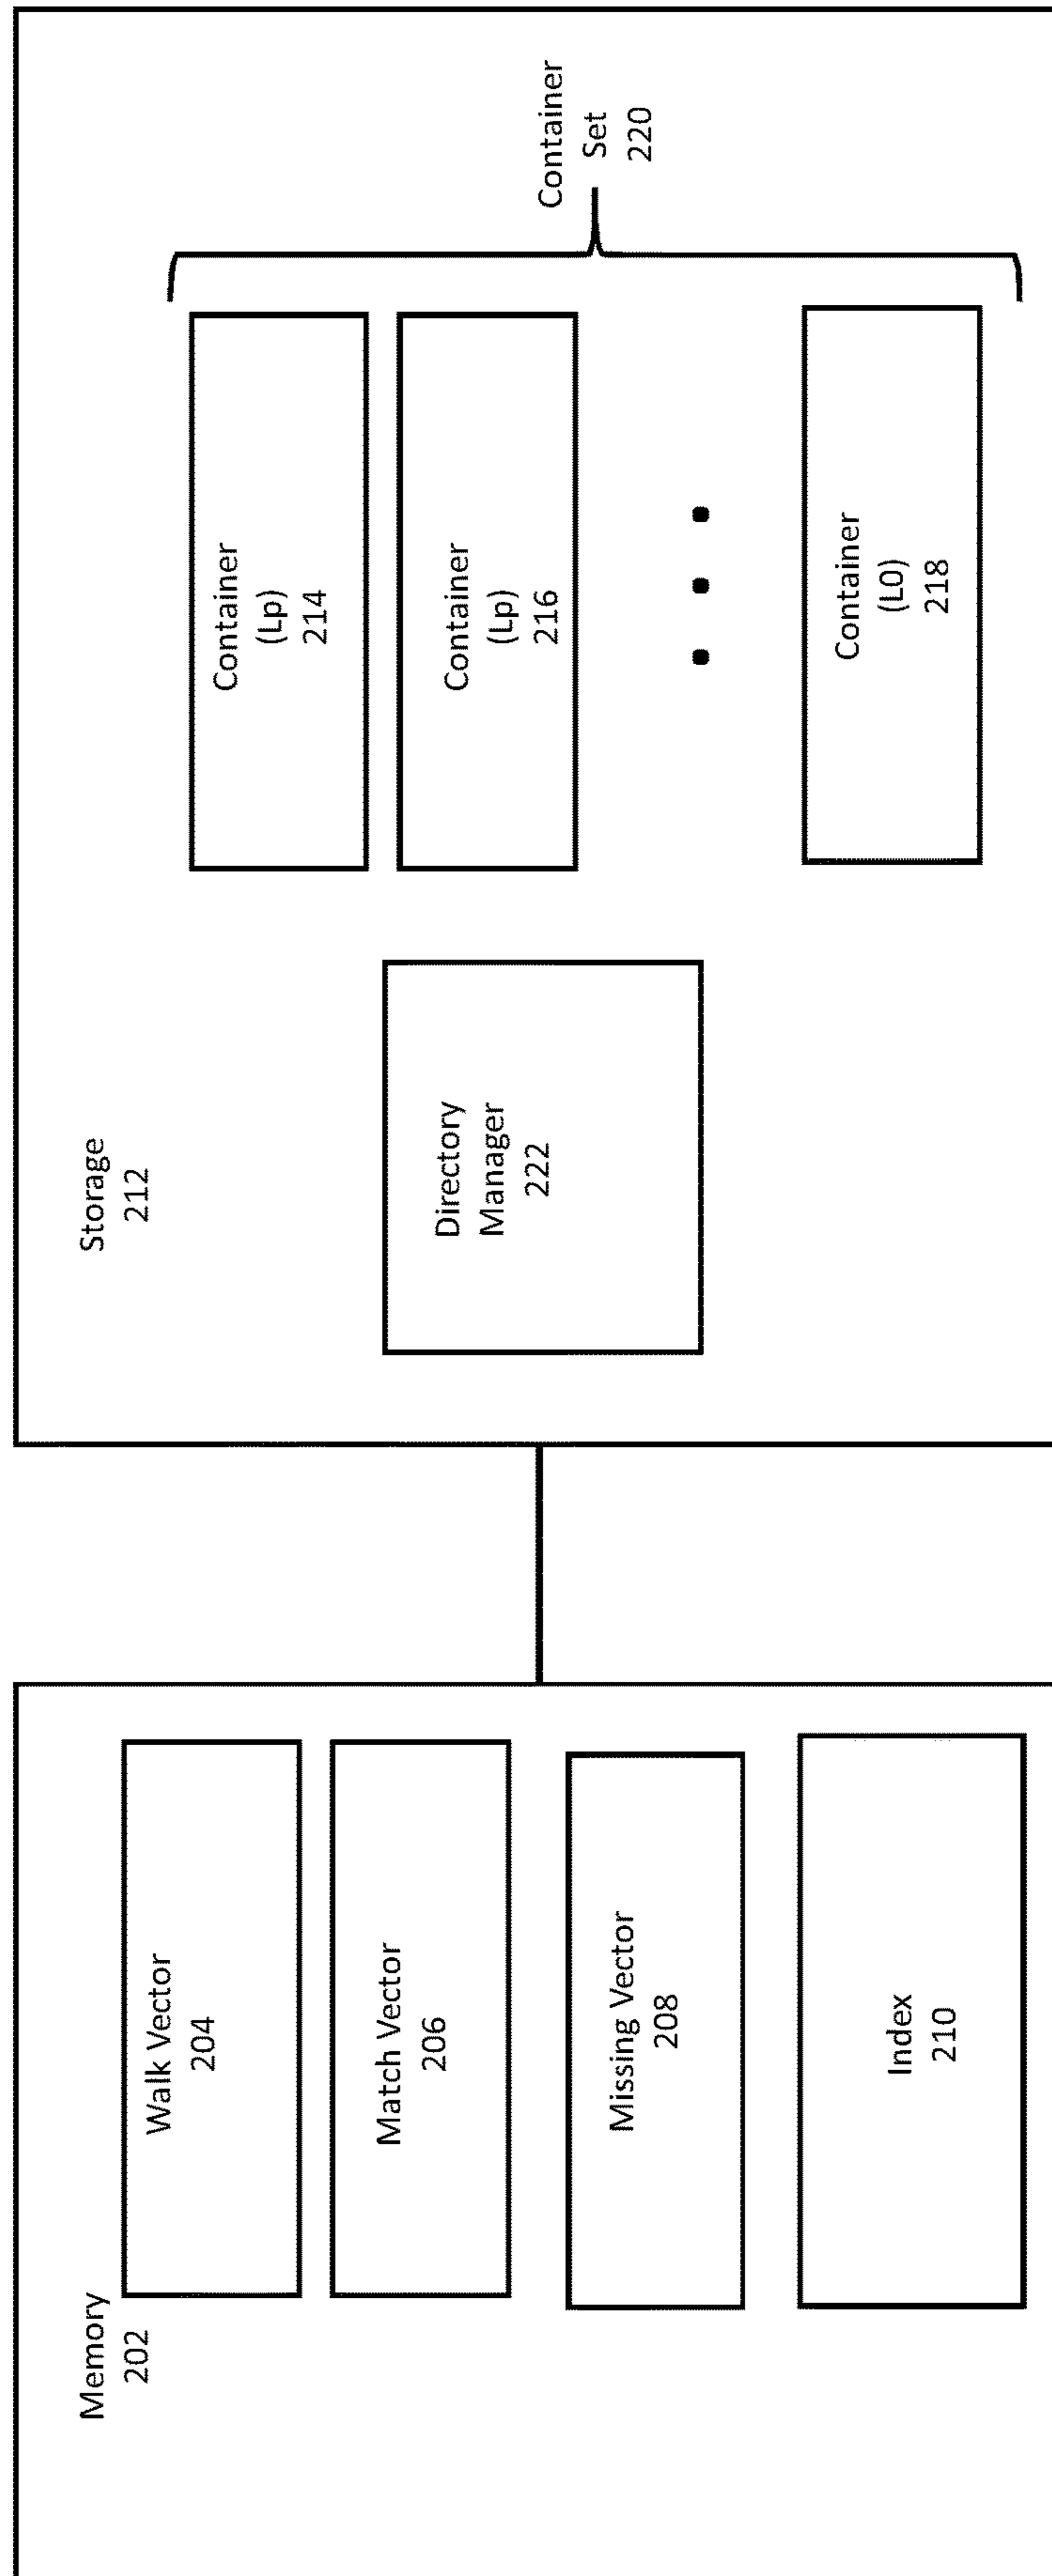 Memory
202
Walk Vector
204
Match Vector
206
Missing Vector
208
Index
210
Storage
212
Directory
Manager
222
Container
(Lp)
214
Container
(Lp)
216
Container
(L0)
218
Container
Set
220